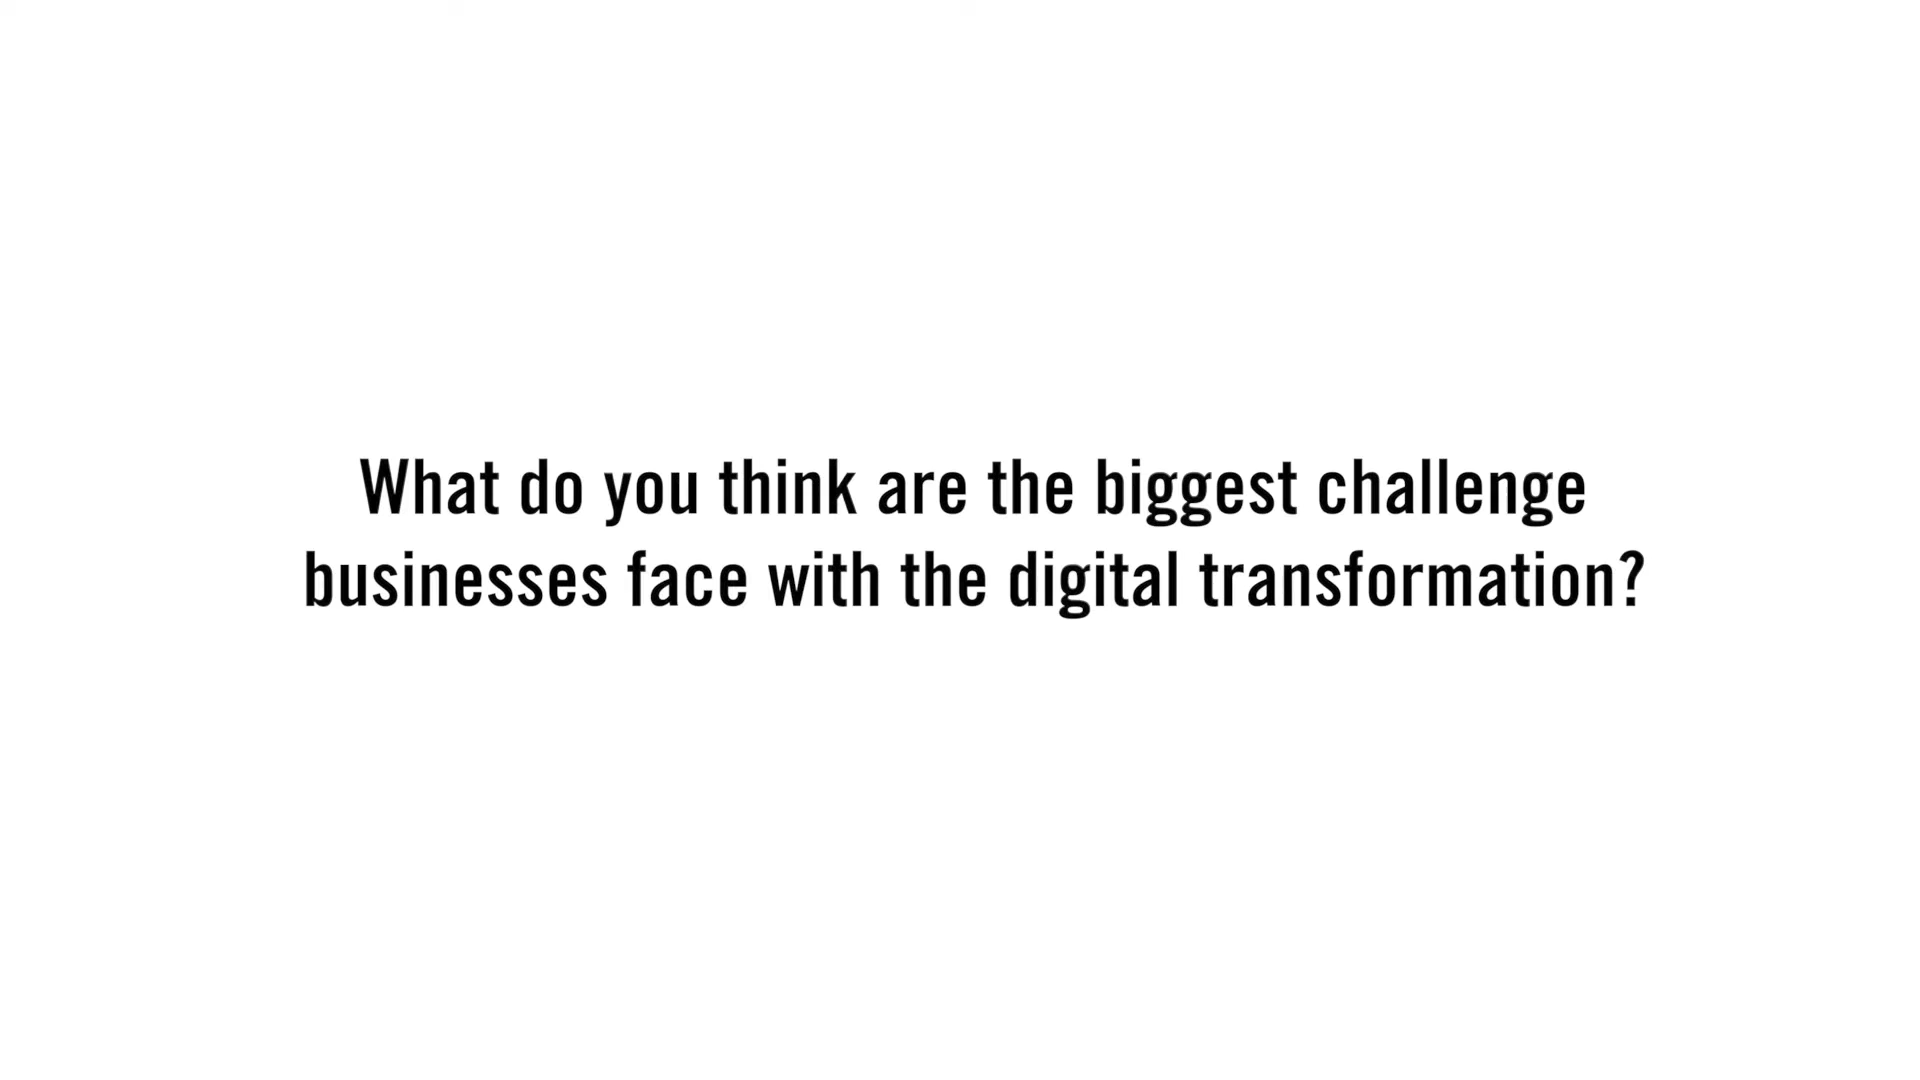 What do you think are the biggest challenge
businesses face with the digital transformation?